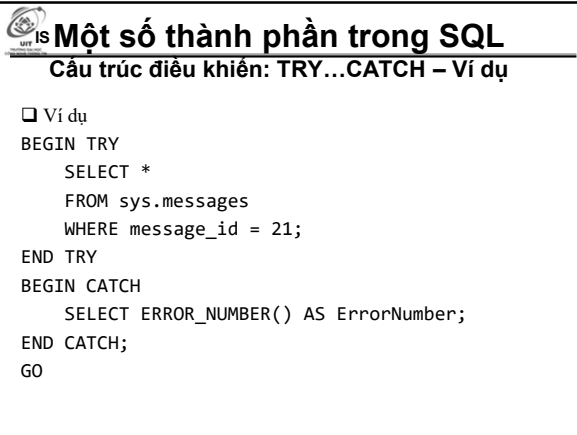 UIT
IS Một số thành phần trong SQL
Cấu trúc điều khiển: TRY…CATCH – Ví dụ
❑ Ví dụ
BEGIN TRY
SELECT *
FROM sys.messages
WHERE message_id = 21;
END TRY
BEGIN CATCH
SELECT ERROR_NUMBER() AS ErrorNumber;
END CATCH;
GO